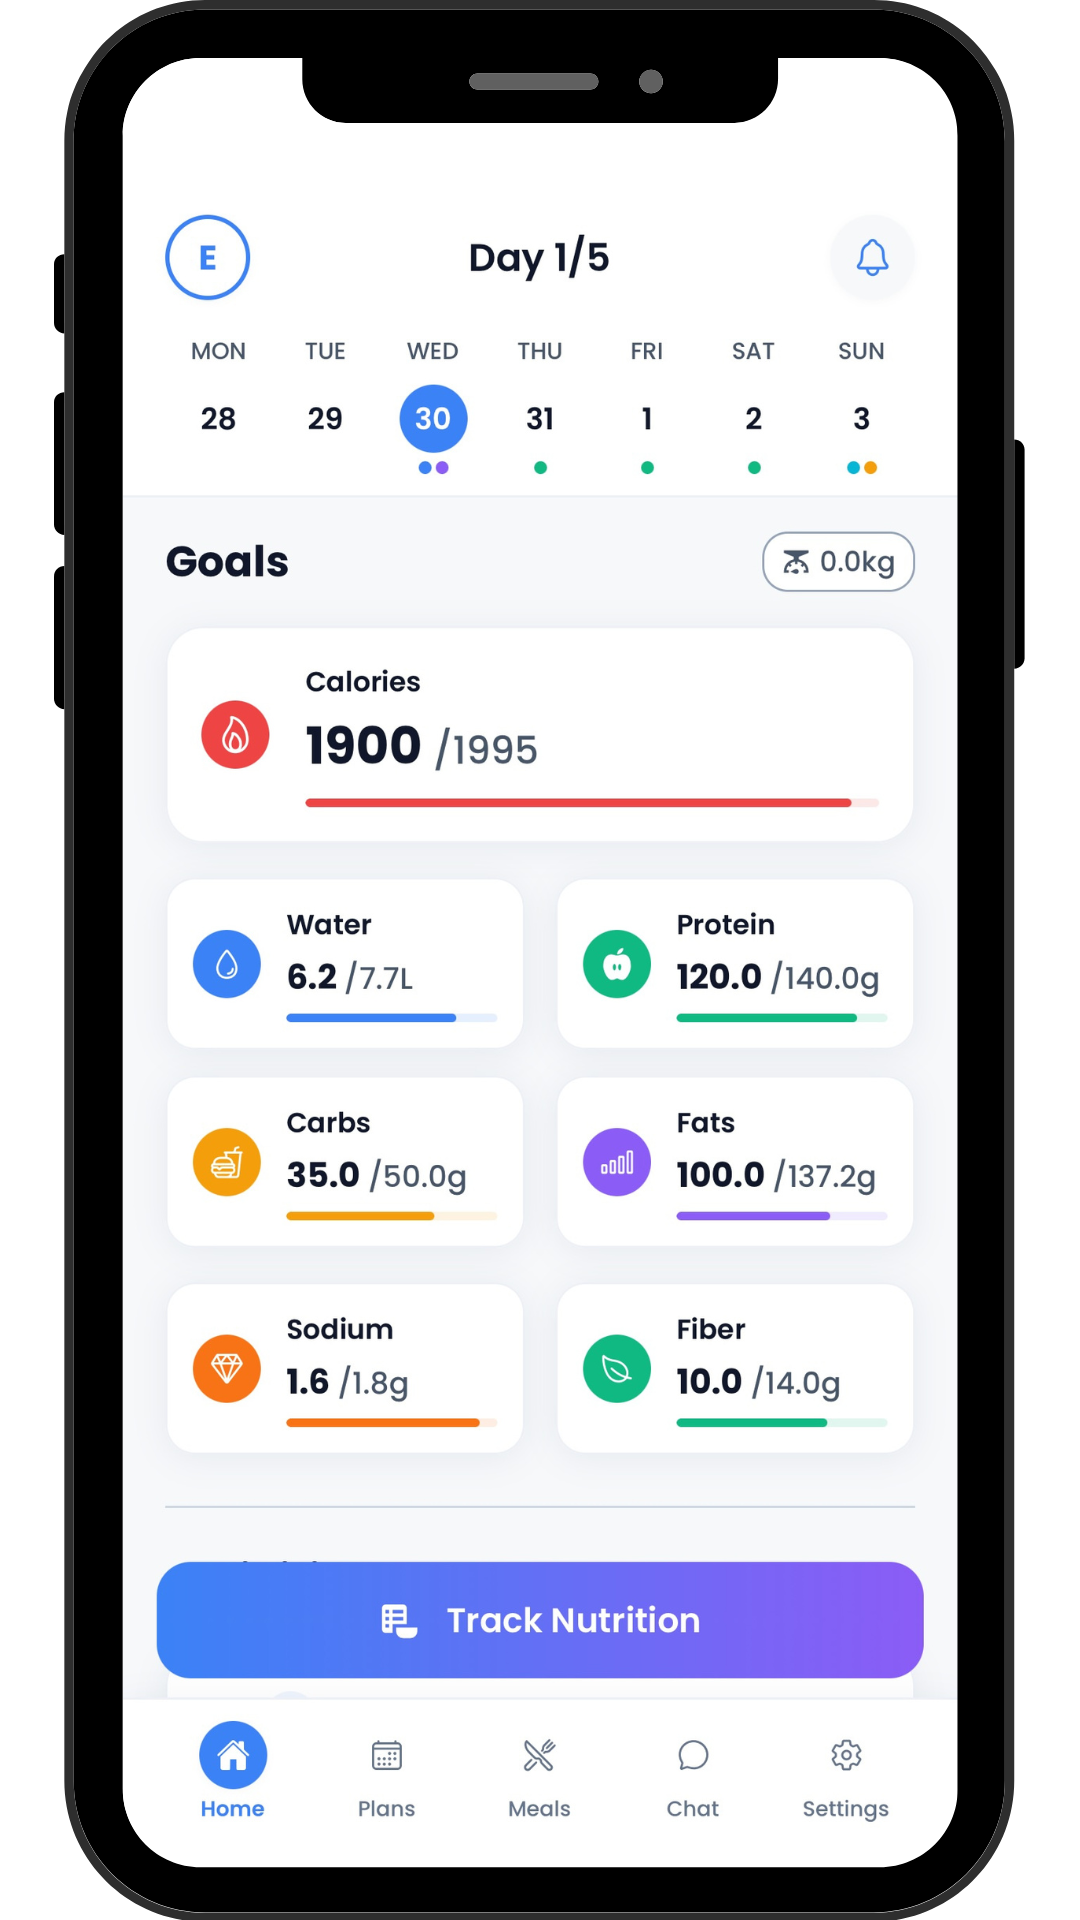 E
Day 1/5
MON TUE WED THU FRI SAT SUN
28 29 30 31 1 2 3
Goals
0.0kg
Calories
1900 /1995
Water
6.2 /7.7L
Protein
120.0 /140.0g
Carbs
35.0 /50.0g
Fats
100.0 /137.2g
Sodium
1.6 /1.8g
Fiber
10.0 /14.0g
Track Nutrition
Home Plans Meals Chat Settings